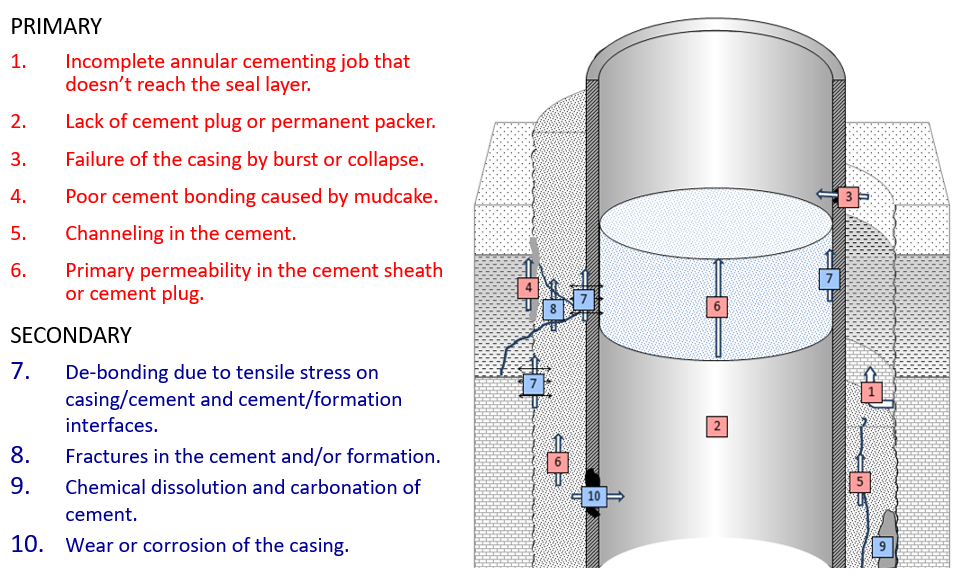 PRIMARY
1. Incomplete annular cementing job that
doesn't reach the seal layer.
2. Lack of cement plug or permanent packer.
3. Failure of the casing by burst or collapse.
4. Poor cement bonding caused by mudcake.
5. Channeling in the cement.
6. Primary permeability in the cement sheath
or cement plug.
SECONDARY
7. De-bonding due to tensile stress on
casing/cement and cement/formation
interfaces.
8. Fractures in the cement and/or formation.
9. Chemical dissolution and carbonation of
cement.
10. Wear or corrosion of the casing.
3
7
4
7
8
6
7
1
2
6
5
10
9